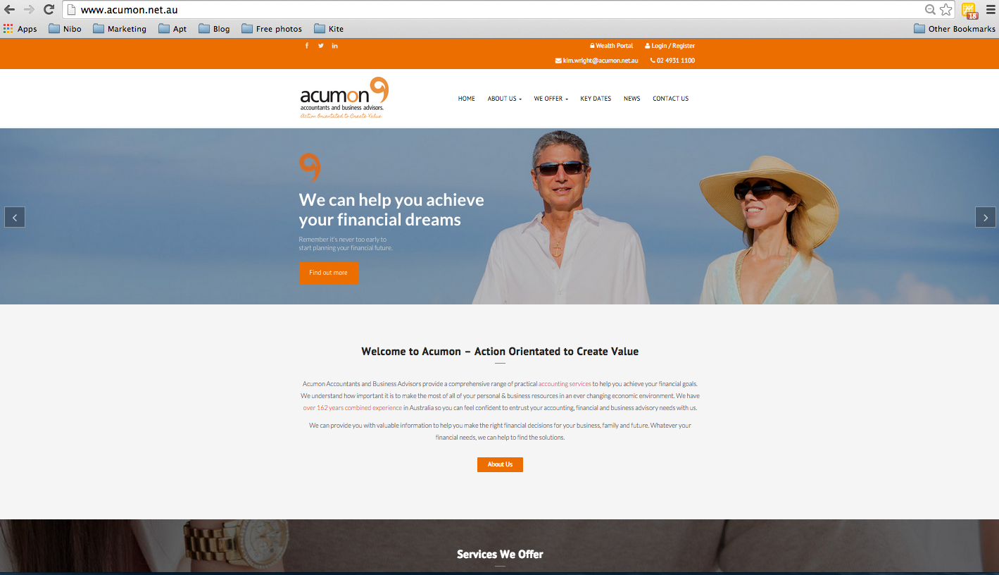 www.acumon.net.au
18
Apps Nibo Marketing Apt Blog Free photos Kite Other Bookmarks
Wealth Portal Login / Register
kim.wright@acumon.net.au 02 4931 1100
acumon
accountants and business advisors.
Action Orientated to Create Value.
HOME ABOUT US WE OFFER KEY DATES NEWS CONTACT US
We can help you achieve
your financial dreams
Remember it's never too early to
start planning your financial future.
Find out more
Welcome to Acumon – Action Orientated to Create Value
Acumon Accountants and Business Advisors provide a comprehensive range of practical accounting services to help you achieve your financial goals.
We understand how important it is to make the most of all of your personal & business resources in an ever changing economic environment. We have
over 162 years combined experience in Australia so you can feel confident to entrust your accounting, financial and business advisory needs with us.
We can provide you with valuable information to help you make the right financial decisions for your business, family and future. Whatever your
financial needs, we can help to find the solutions.
About Us
Services We Offer